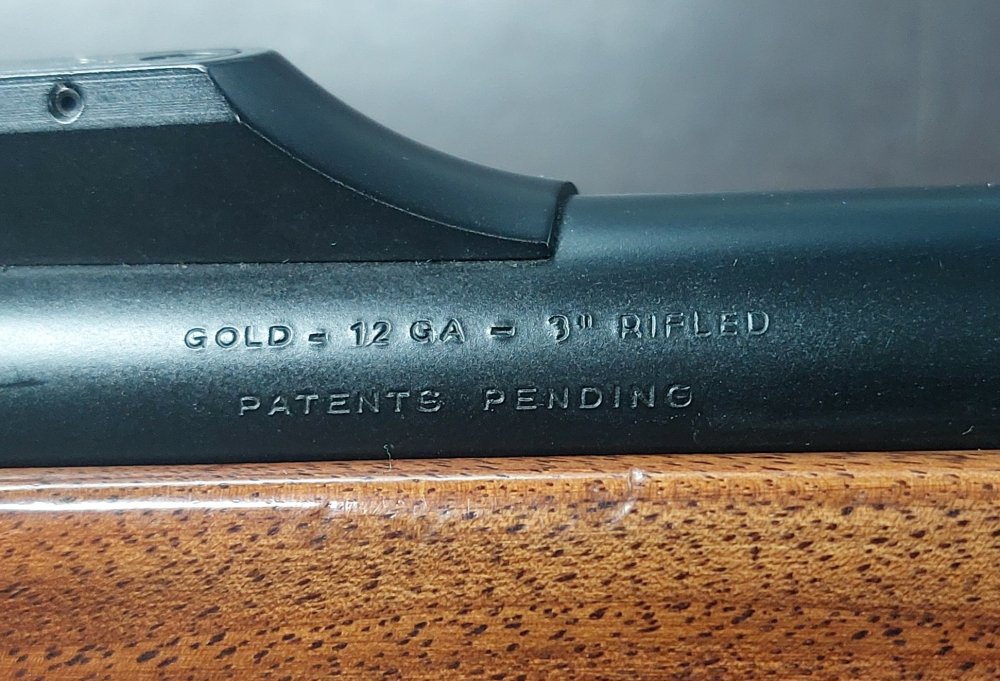 GOLD - 12 GA - 3" RIFLED
PATENTS PENDING